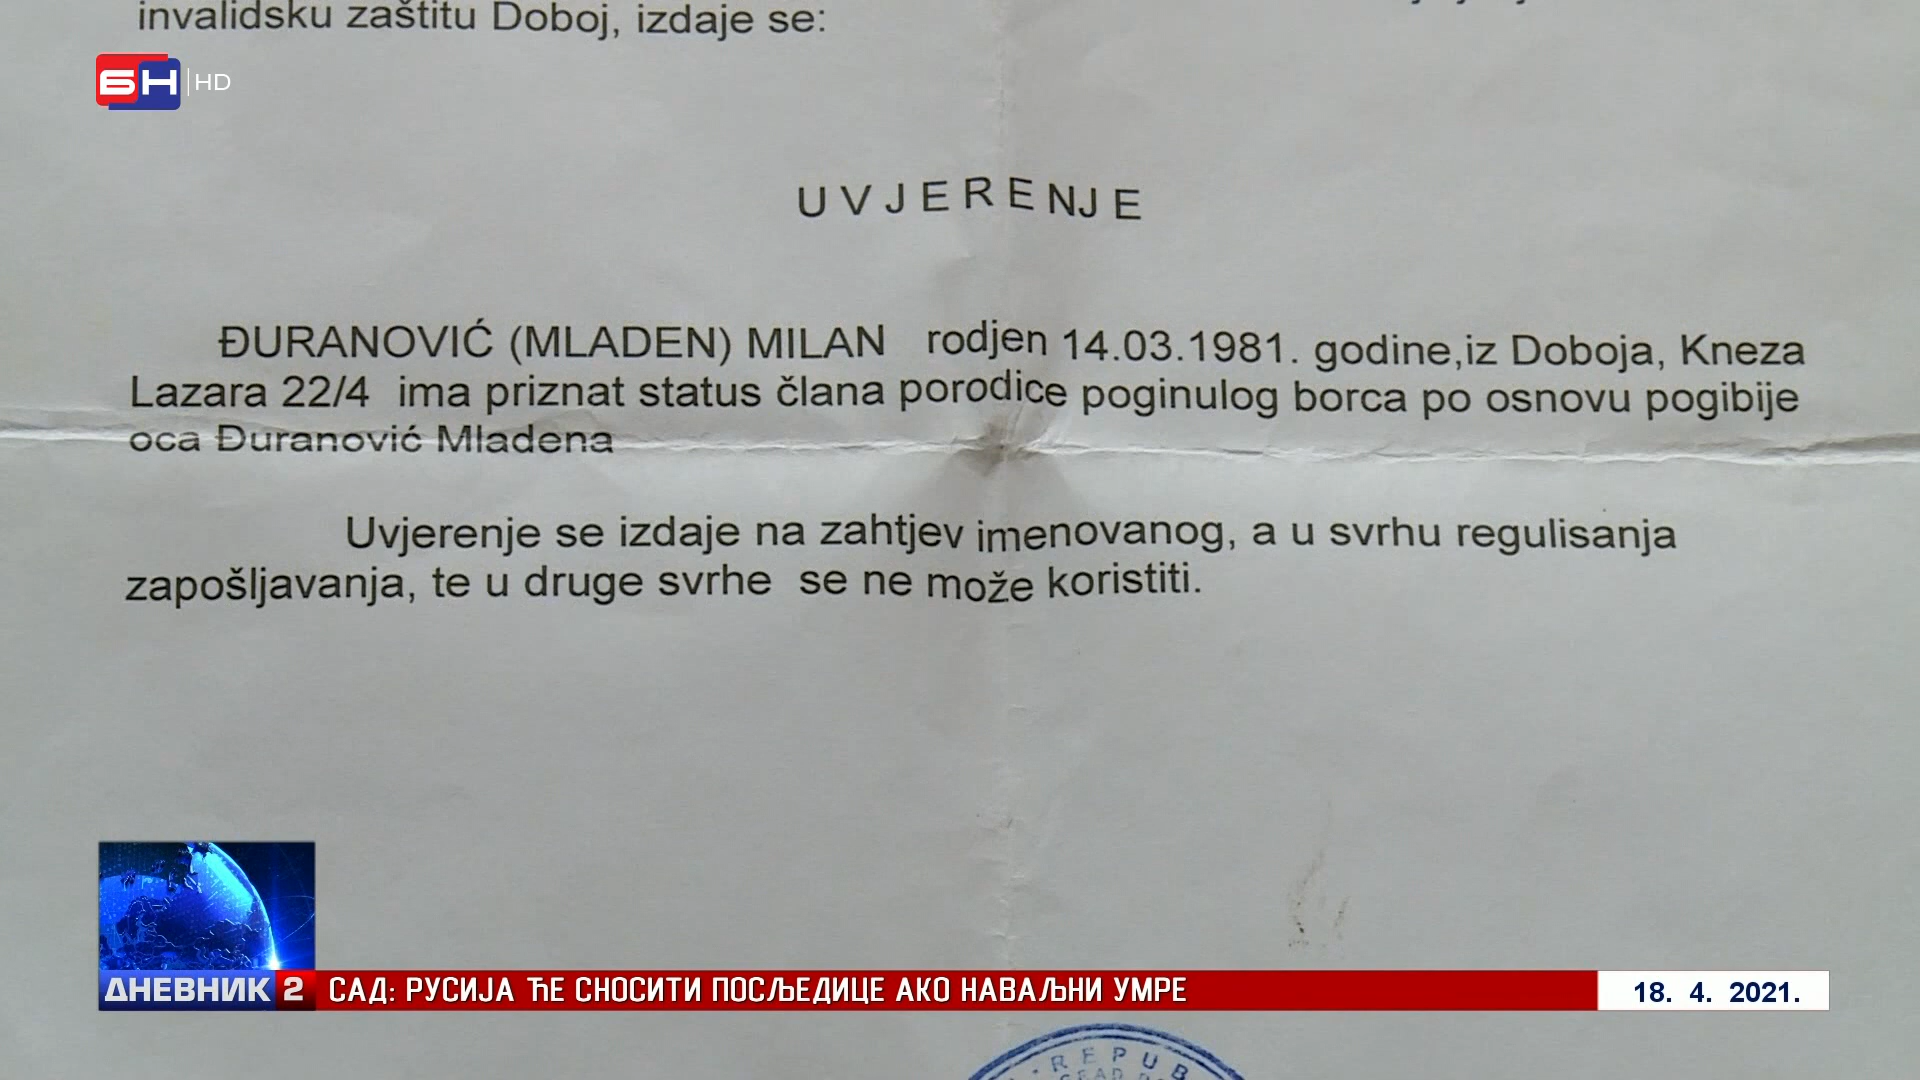 invalidsku zaštitu Doboj, izdaje se:
БН HD
UVJERENJE
ĐURANOVIĆ (MLADEN) MILAN rodjen 14.03.1981. godine,iz Doboja, Kneza
Lazara 22/4 ima priznat status člana porodice poginulog borca po osnovu pogibije
oca Đuranović Mladena
Uvjerenje se izdaje na zahtjev imenovanog, a u svrhu regulisanja
zapošljavanja, te u druge svrhe se ne može koristiti.
ДНЕВНИК 2 САД: РУСИЈА ЋЕ СНОСИТИ ПОСЉЕДИЦЕ АКО НАВАЉНИ УМРЕ 18. 4. 2021.